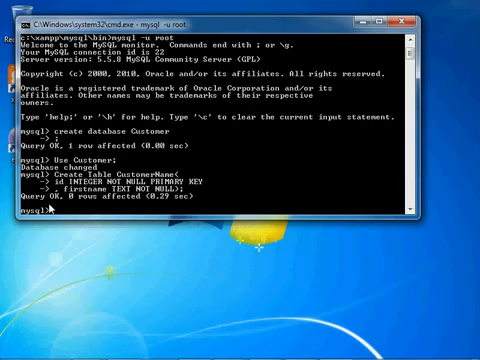 C:\Windows\system32\cmd.exe - mysql -u root
c:\xampp\mysql\bin>mysql -u root
Welcome to the MySQL monitor.  Commands end with ; or \g.
Your MySQL connection id is 22
Server version: 5.5.8 MySQL Community Server (GPL)
Copyright (c) 2000, 2010, Oracle and/or its affiliates. All rights reserved.
Oracle is a registered trademark of Oracle Corporation and/or its
affiliates. Other names may be trademarks of their respective
owners.
Type 'help;' or '\h' for help. Type '\c' to clear the current input statement.
mysql> create database Customer
-> ;
Query OK, 1 row affected (0.00 sec)
mysql> Use Customer;
Database changed
mysql> Create Table CustomerName(
-> id INTEGER NOT NULL PRIMARY KEY
-> , firstname TEXT NOT NULL);
Query OK, 0 rows affected (0.29 sec)
mysql>